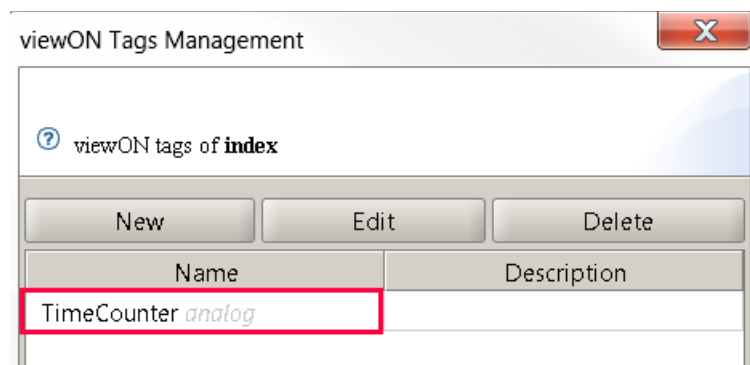 viewON Tags Management
viewON tags of index
New Edit Delete
Name Description
TimeCounter analog